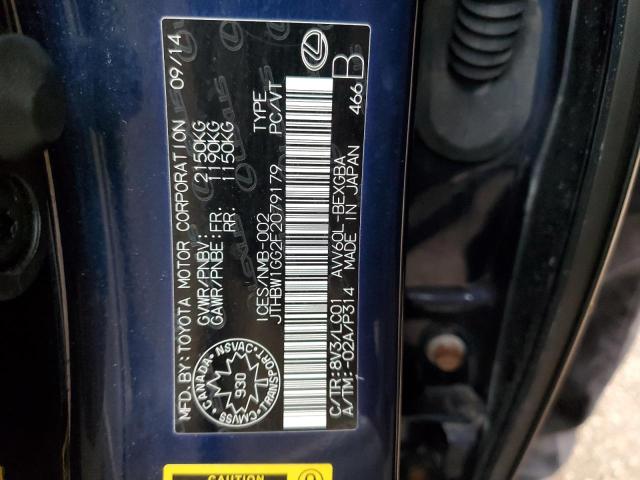 MFD.BY:TOYOTA MOTOR CORPORATION 09/14
GVWR/PNBV: 2150KG
GAWR/PNBE:FR: 1190KG
RR: 1150KG
CANADA NSVAC TRANSPORT CMVSS
930
ICES/NMB-002 TYPE
JTHBW1GG2F2079179 PC/VT
C/TR:8V3/LC01 AVV60L-BEXGBA
A/TM:-02A/P314 MADE IN JAPAN 466 B
CAUTION